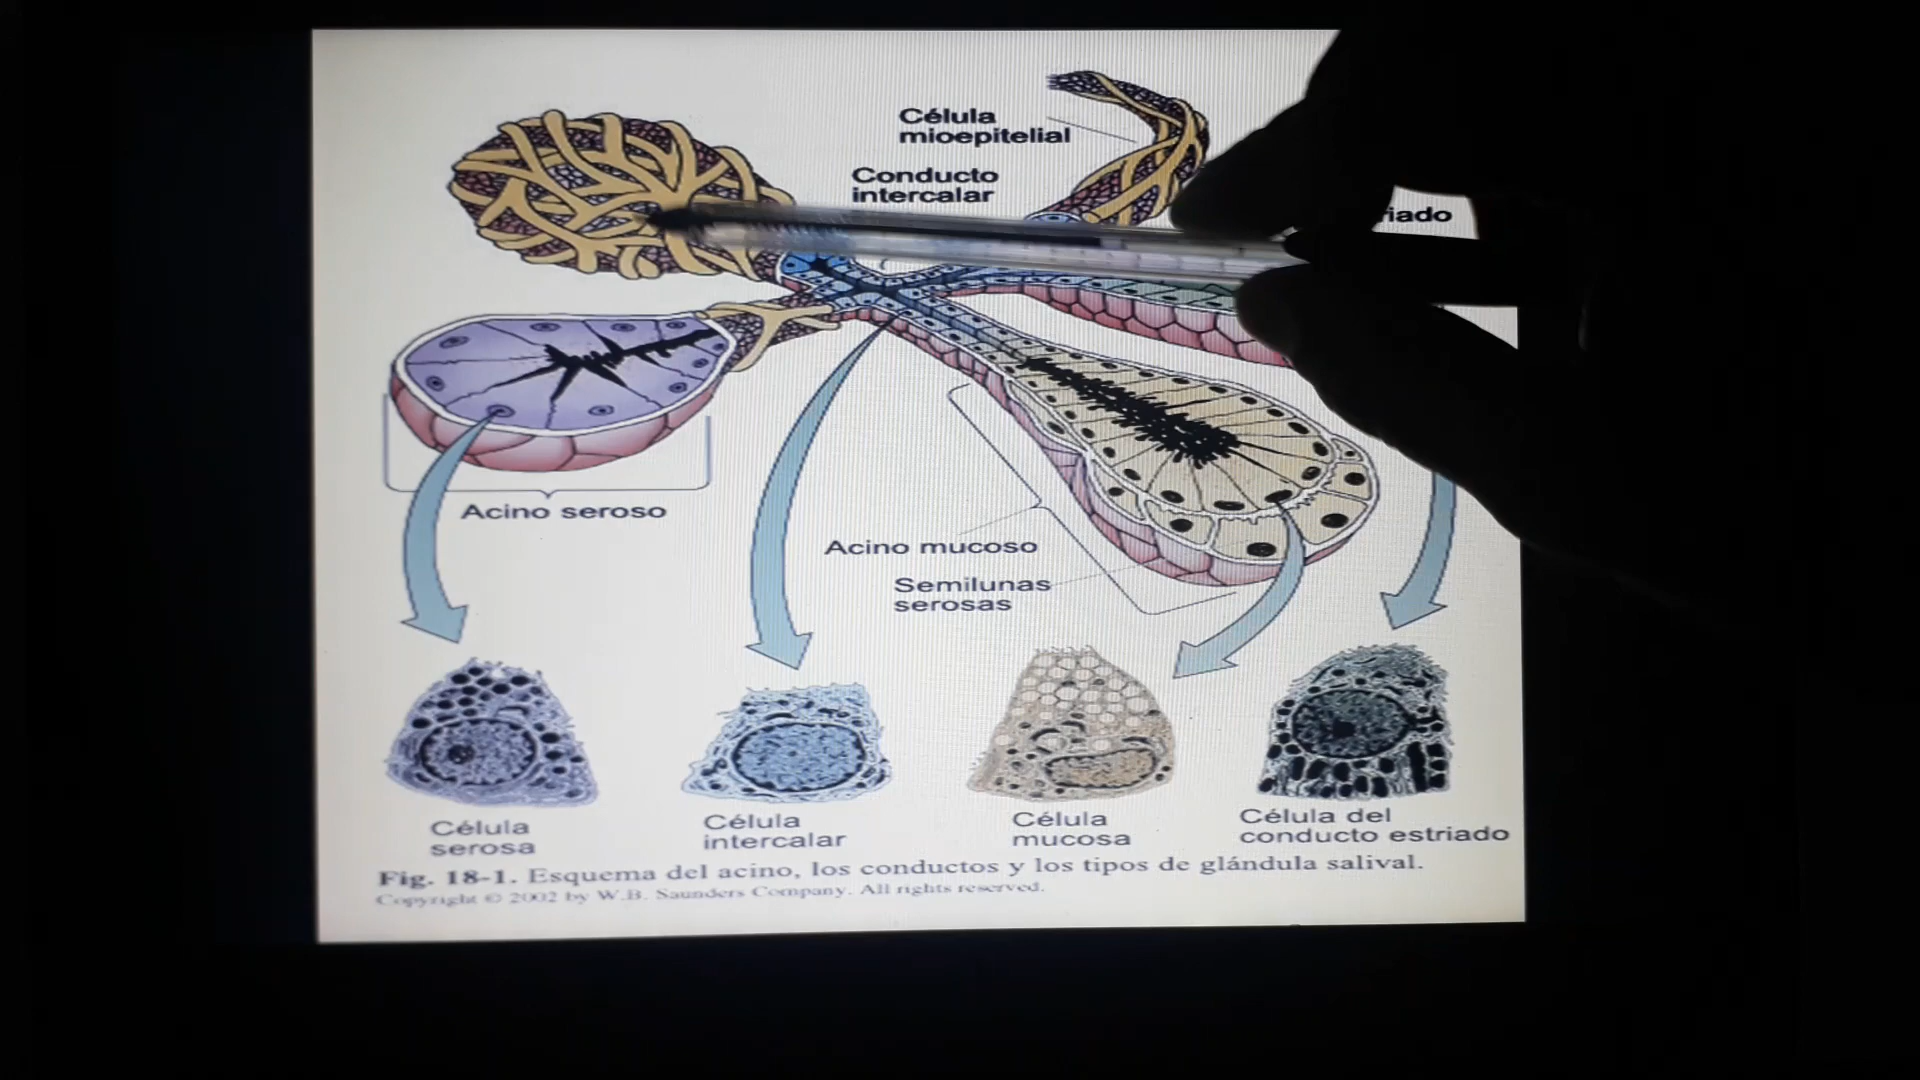 Célula
mioepitelial
Conducto
intercalar
Acino seroso
Acino mucoso
Semilunas
serosas
Célula
serosa
Célula
intercalar
Célula
mucosa
Célula del
conducto estriado
Fig. 18-1. Esquema del acino, los conductos y los tipos de glándula salival.
Copyright © 2002 by W.B. Saunders Company. All rights reserved.